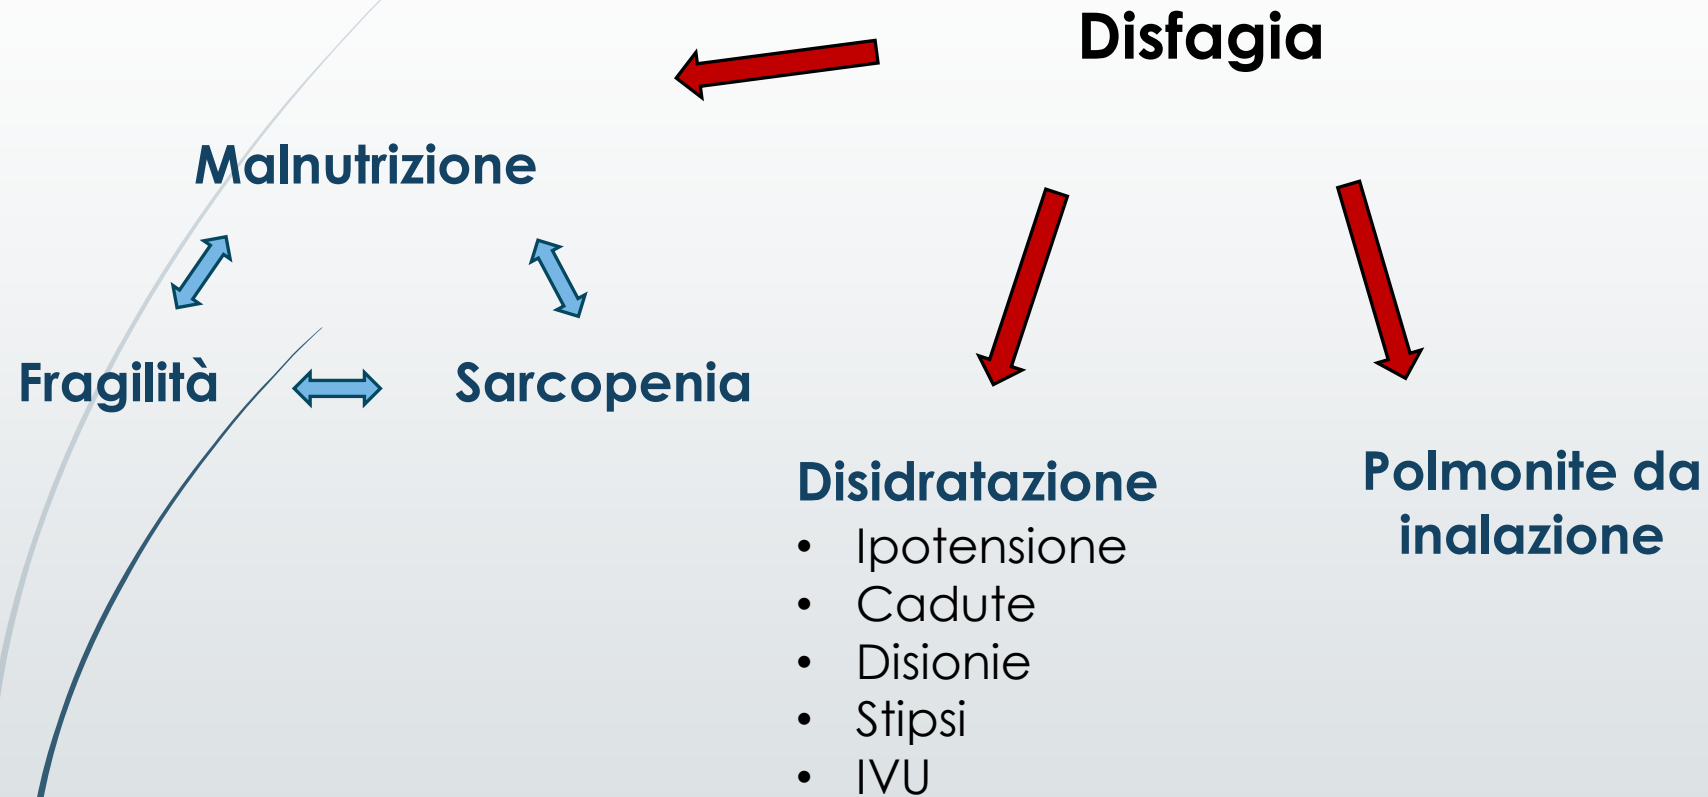 Disfagia
Malnutrizione
Fragilità
Sarcopenia
Disidratazione
• Ipotensione
• Cadute
• Disionie
• Stipsi
• IVU
Polmonite da
inalazione